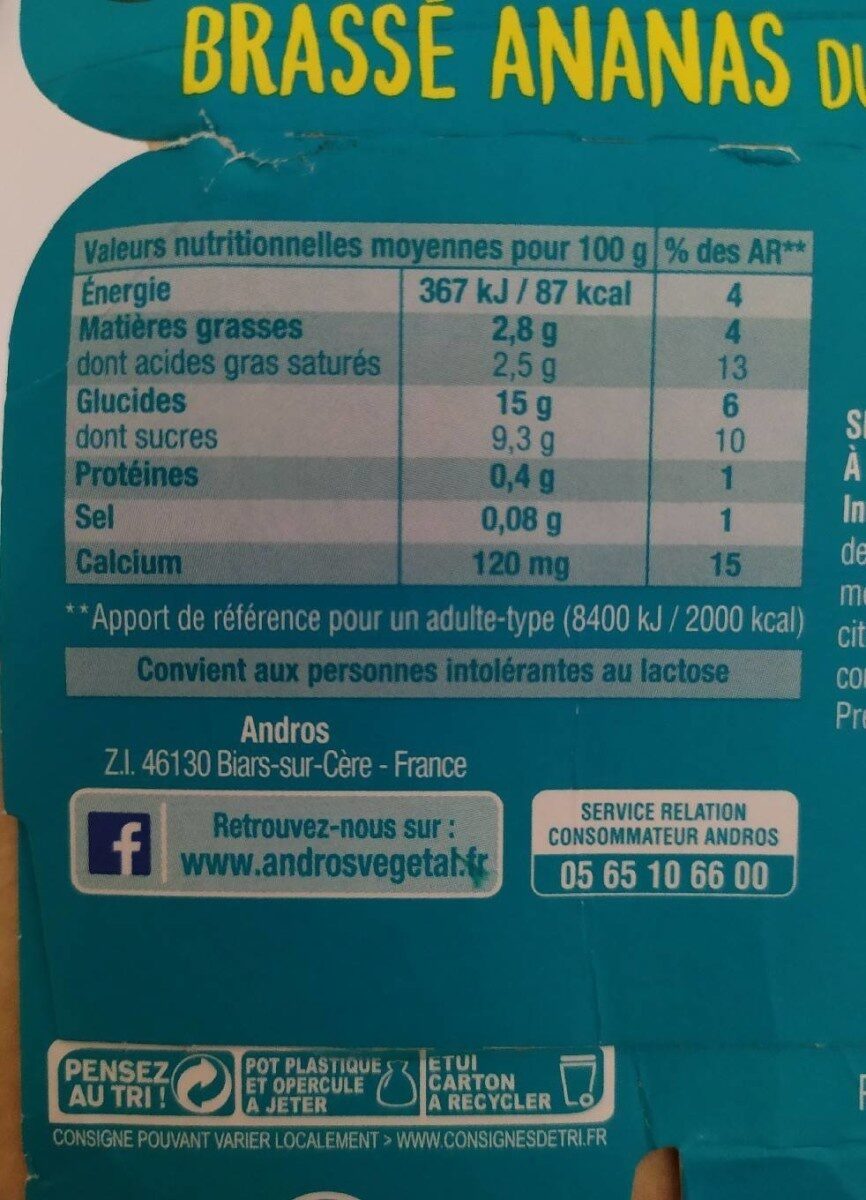 BRASSÉ ANANAS
Valeurs nutritionnelles moyennes pour 100 g % des AR**
Énergie 367 kJ / 87 kcal 4
Matières grasses 2,8 g 4
dont acides gras saturés 2,5 g 13
Glucides 15 g 6
dont sucres 9,3 g 10
Protéines 0,4 g 1
Sel 0,08 g 1
Calcium 120 mg 15
**Apport de référence pour un adulte-type (8400 kJ / 2000 kcal)
Convient aux personnes intolérantes au lactose
Andros
Z.I. 46130 Biars-sur-Cère - France
f
Retrouvez-nous sur :
www.androsvegetal.fr
SERVICE RELATION
CONSOMMATEUR ANDROS
05 65 10 66 00
PENSEZ
AU TRI !
POT PLASTIQUE
ET OPERCULE
À JETER
ÉTUI
CARTON
À RECYCLER
CONSIGNE POUVANT VARIER LOCALEMENT > WWW.CONSIGNESDETRI.FR
À